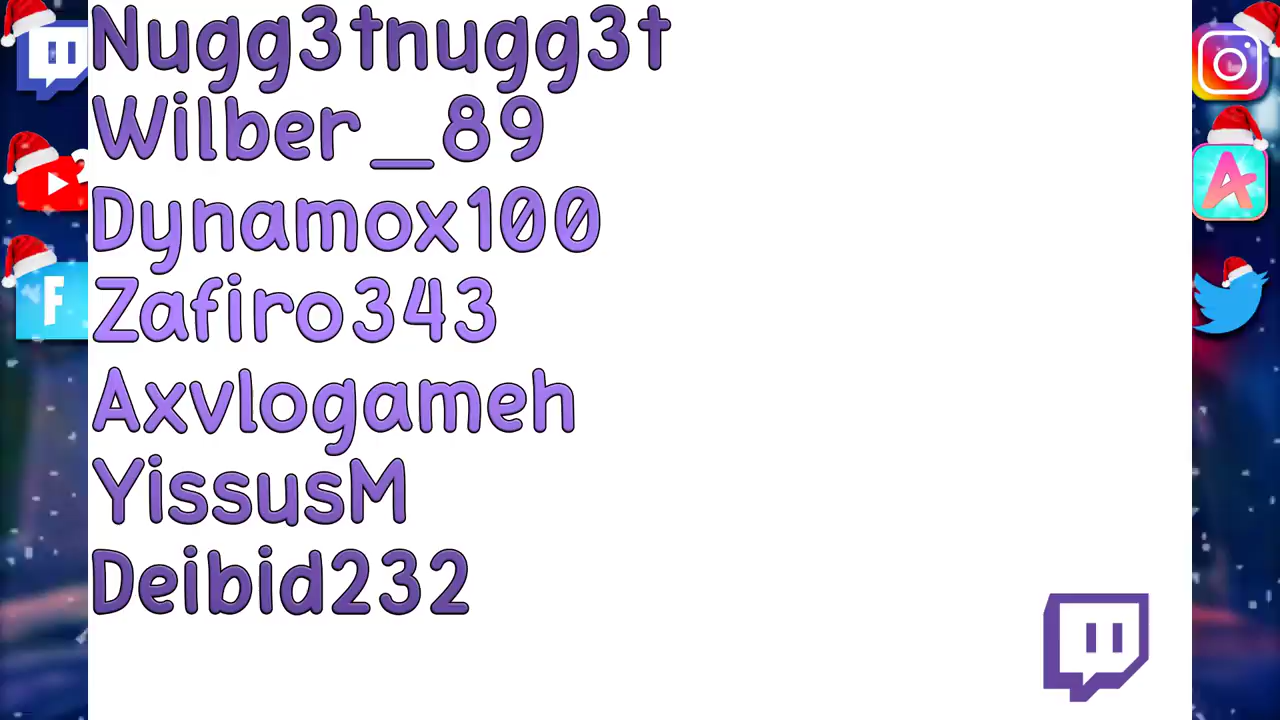 Nugg3tnugg3t
Wilber_89
Dynamox100
Zafiro343
Axvlogameh
YissusM
Deibid232